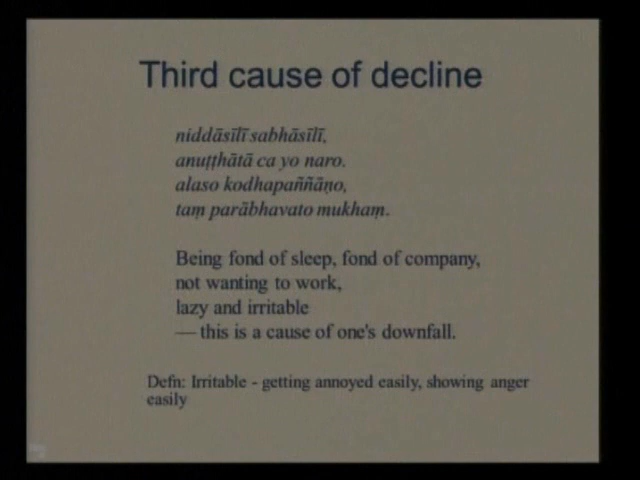 Third cause of decline
niddāsīlī sabhāsīlī,
anuṭṭhātā ca yo naro.
alaso kodhapaññāṇo,
taṃ parābhavato mukhaṃ.
Being fond of sleep, fond of company,
not wanting to work,
lazy and irritable
— this is a cause of one's downfall.
Defn: Irritable - getting annoyed easily, showing anger
easily